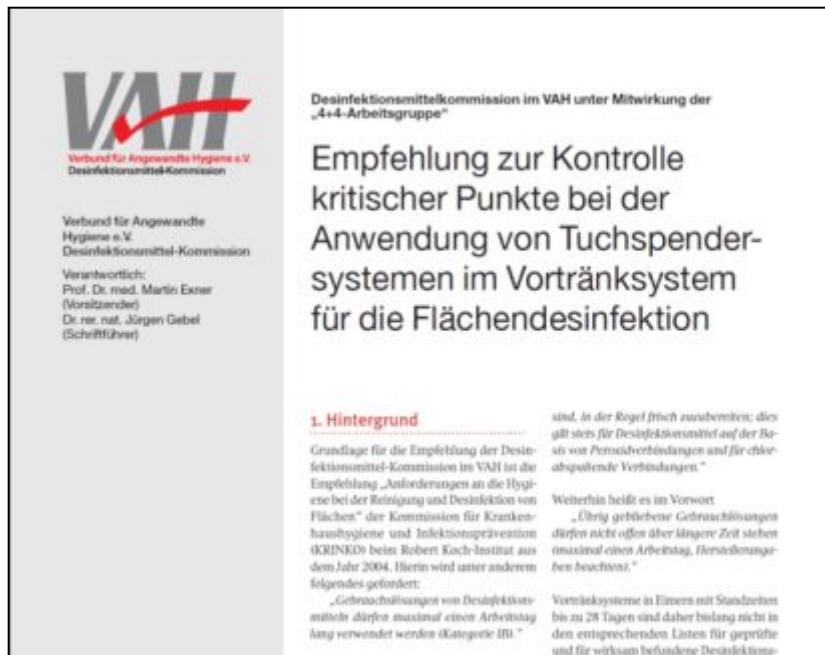 VAH
Verbund für Angewandte Hygiene e.V.
Desinfektionsmittel-Kommission
Verbund für Angewandte
Hygiene e.V.
Desinfektionsmittel-Kommission
Verantwortlich:
Prof. Dr. med. Martin Exner
(Vorsitzender)
Dr. rer. nat. Jürgen Gebel
(Schriftführer)
Desinfektionsmittelkommission im VAH unter Mitwirkung der
„4+4-Arbeitsgruppe“
Empfehlung zur Kontrolle
kritischer Punkte bei der
Anwendung von Tuchspender-
systemen im Vortränksystem
für die Flächendesinfektion
1. Hintergrund
Grundlage für die Empfehlung der Desin-
fektionsmittel-Kommission im VAH ist die
Empfehlung „Anforderungen an die Hygi-
ene bei der Reinigung und Desinfektion von
Flächen“ der Kommission für Kranken-
haushygiene und Infektionsprävention
(KRINKO) beim Robert Koch-Institut aus
dem Jahr 2004. Hierin wird unter anderem
folgendes gefordert:
„Gebrauchslösungen von Desinfektions-
mitteln dürfen maximal einen Arbeitstag
lang verwendet werden (Kategorie IB).“
sind, in der Regel frisch zuzubereiten; dies
gilt stets für Desinfektionsmittel auf der Ba-
sis von Peroxidverbindungen und für chlor-
abspaltende Verbindungen.“
Weiterhin heißt es im Vorwort
„Übrig gebliebene Gebrauchslösungen
dürfen nicht offen über längere Zeit stehen
(maximal einen Arbeitstag, Herstelleranga-
ben beachten).“
Vortränksysteme in Eimern mit Standzeiten
bis zu 28 Tagen sind daher bislang nicht in
den entsprechenden Listen für geprüfte
und für wirksam befundene Desinfektions-